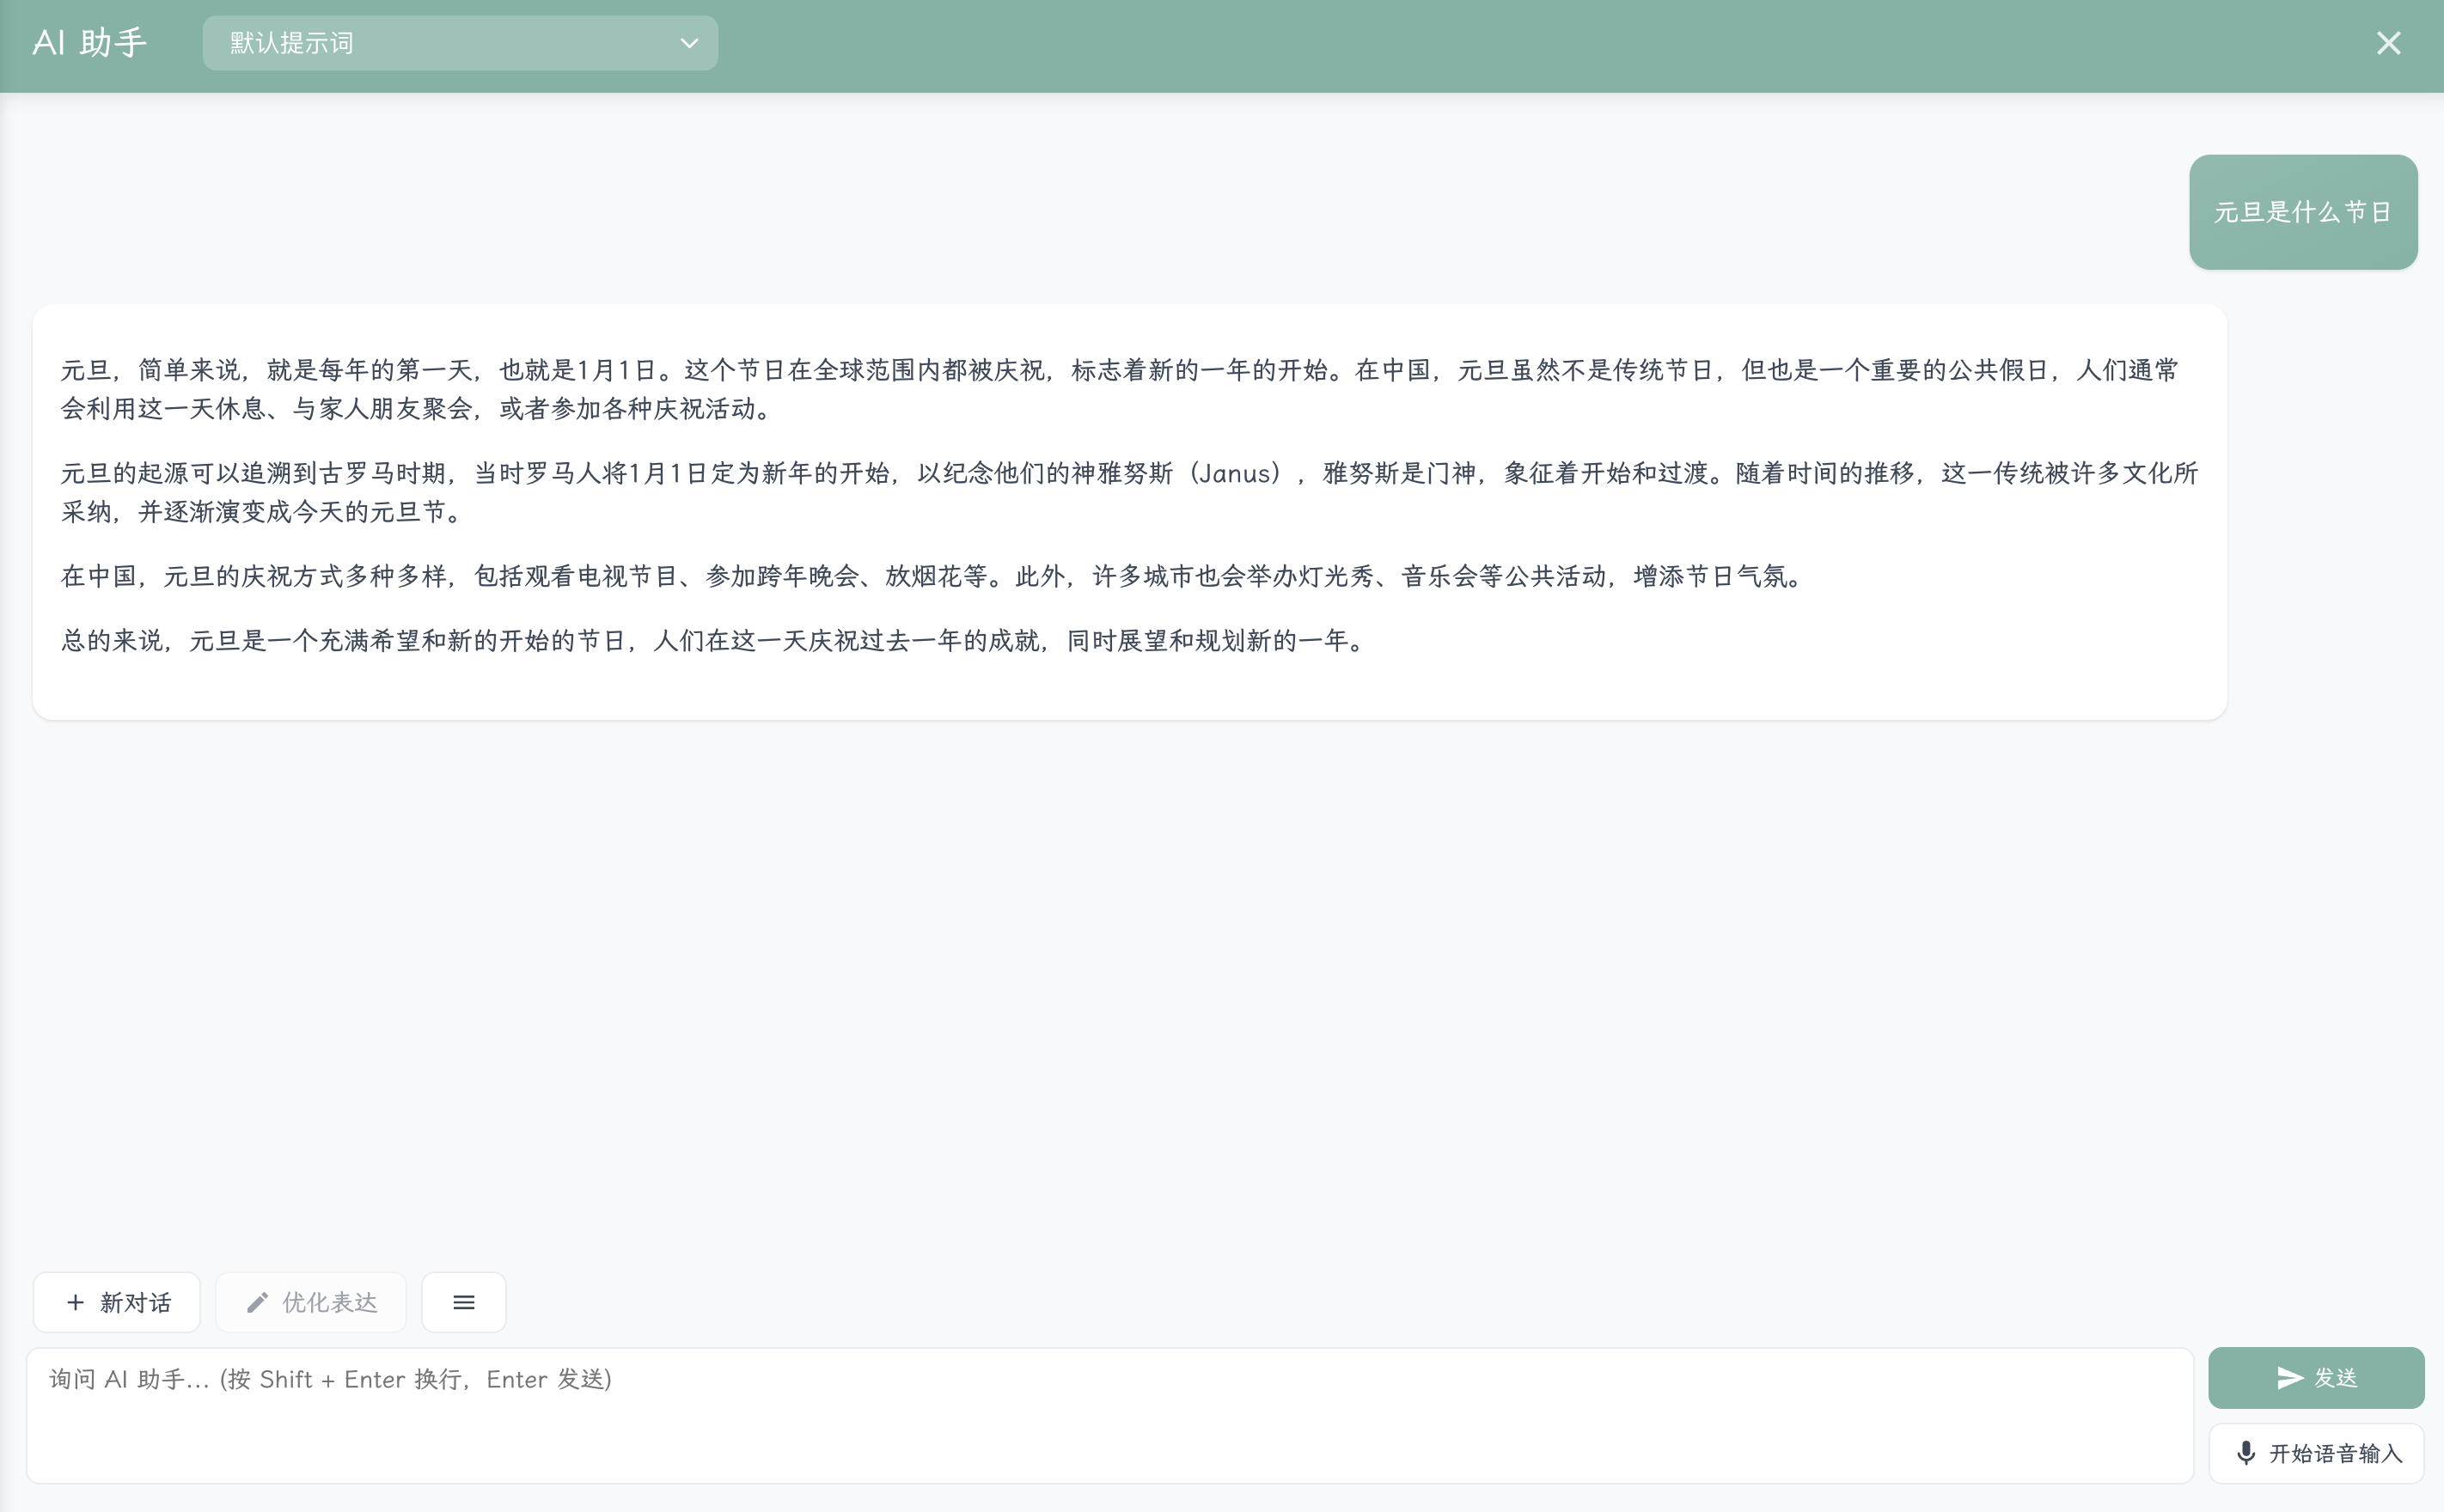 AI 助手
默认提示词
元旦是什么节日
元旦，简单来说，就是每年的第一天，也就是1月1日。这个节日在全球范围内都被庆祝，标志着新的一年的开始。在中国，元旦虽然不是传统节日，但也是一个重要的公共假日，人们通常
会利用这一天休息、与家人朋友聚会，或者参加各种庆祝活动。
元旦的起源可以追溯到古罗马时期，当时罗马人将1月1日定为新年的开始，以纪念他们的神雅努斯（Janus），雅努斯是门神，象征着开始和过渡。随着时间的推移，这一传统被许多文化所
采纳，并逐渐演变成今天的元旦节。
在中国，元旦的庆祝方式多种多样，包括观看电视节目、参加跨年晚会、放烟花等。此外，许多城市也会举办灯光秀、音乐会等公共活动，增添节日气氛。
总的来说，元旦是一个充满希望和新的开始的节日，人们在这一天庆祝过去一年的成就，同时展望和规划新的一年。
新对话
优化表达
询问 AI 助手... (按 Shift + Enter 换行，Enter 发送)
发送
开始语音输入